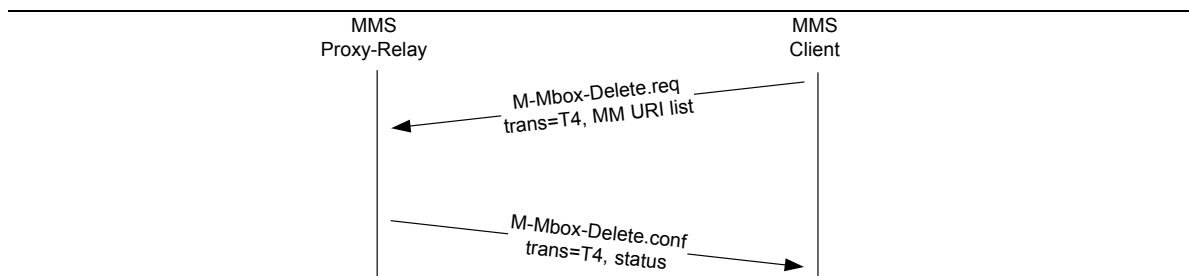 MMS
Proxy-Relay
MMS
Client
M-Mbox-Delete.req
trans=T4, MM URI list
M-Mbox-Delete.conf
trans=T4, status